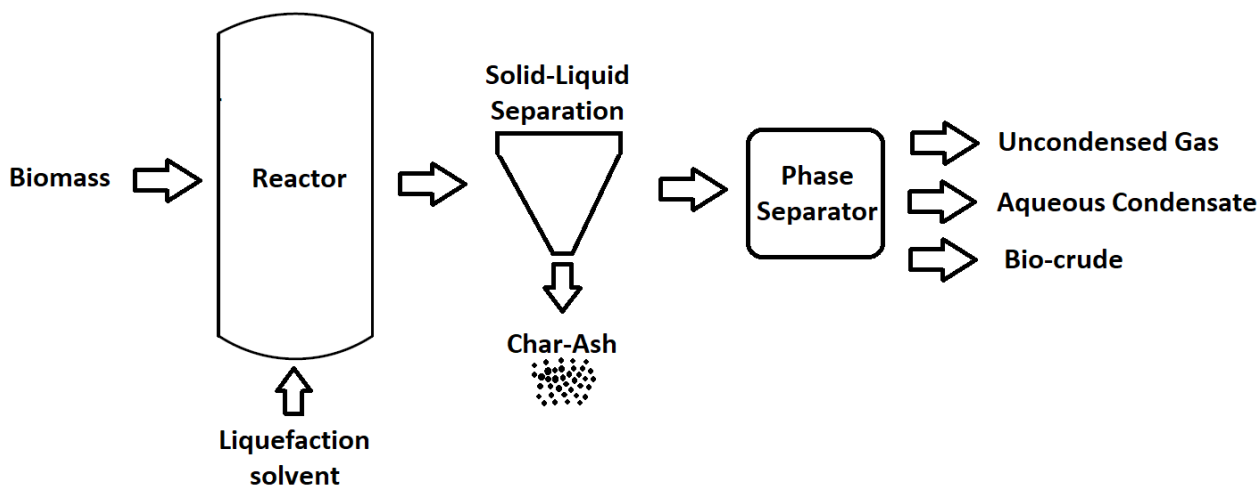 Biomass
Reactor
Liquefaction
solvent
Solid-Liquid
Separation
Char-Ash
Phase
Separator
Uncondensed Gas
Aqueous Condensate
Bio-crude